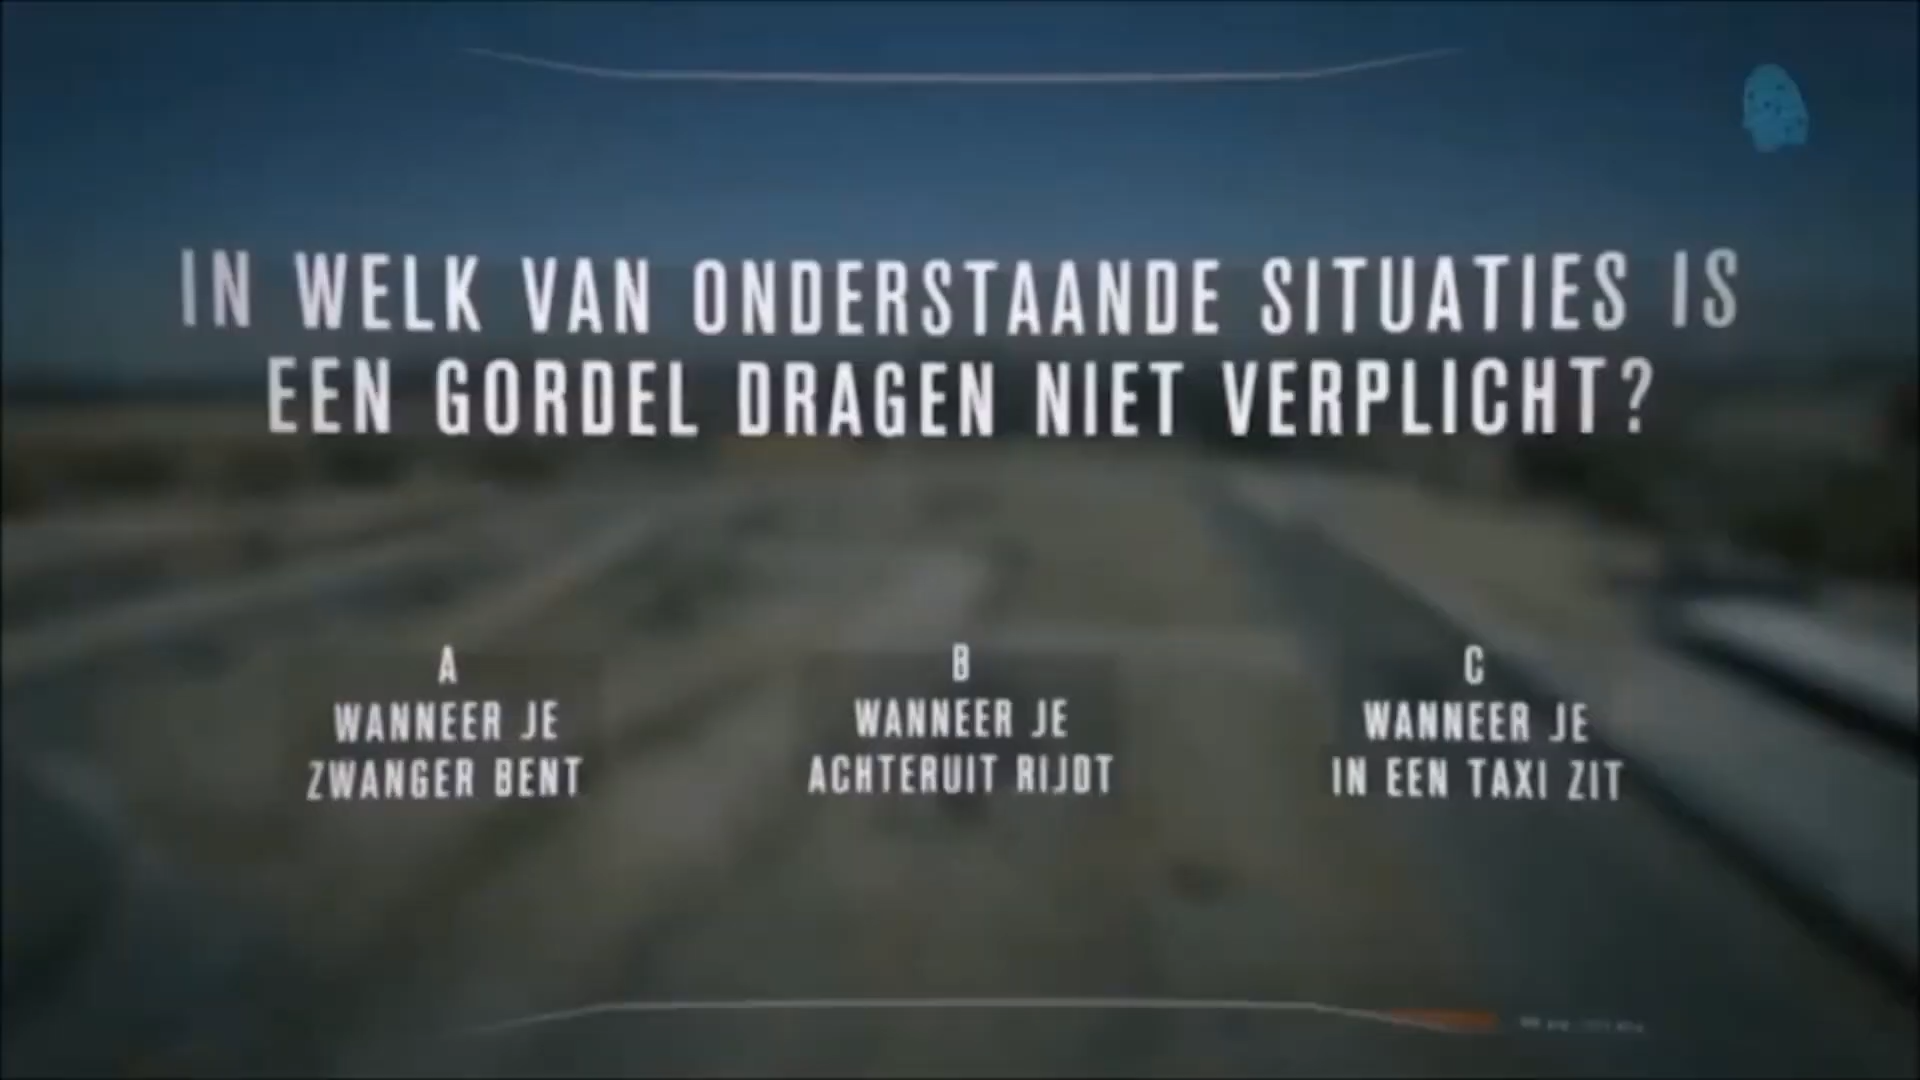 IN WELK VAN ONDERSTAANDE SITUATIES IS
EEN GORDEL DRAGEN NIET VERPLICHT?
A
WANNEER JE
ZWANGER BENT
B
WANNEER JE
ACHTERUIT RIJDT
C
WANNEER JE
IN EEN TAXI ZIT